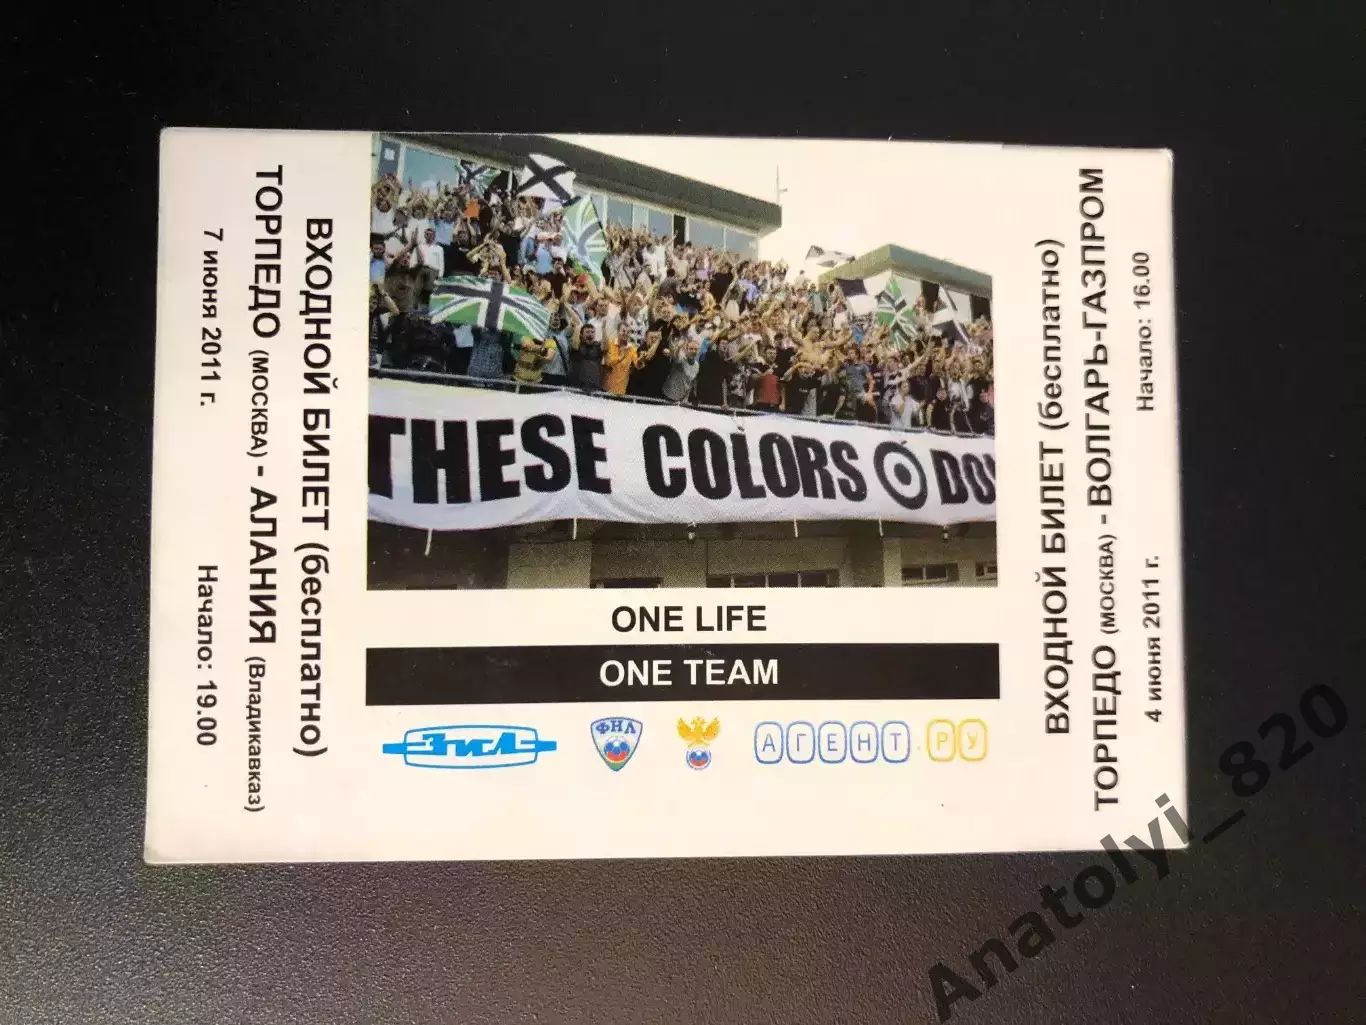 ВХОДНОЙ БИЛЕТ (бесплатно)
ТОРПЕДО (МОСКВА) - АЛАНИЯ (Владикавказ)
7 июня 2011 г. Начало: 19.00
THESE COLORS DON
ONE LIFE
ONE TEAM
ЗИЛ
ФНЛ
АГЕНТ.РУ
ВХОДНОЙ БИЛЕТ (бесплатно)
ТОРПЕДО (МОСКВА) - ВОЛГАРЬ-ГАЗПРОМ
4 июня 2011 г. Начало: 16.00
Anatolyi_820